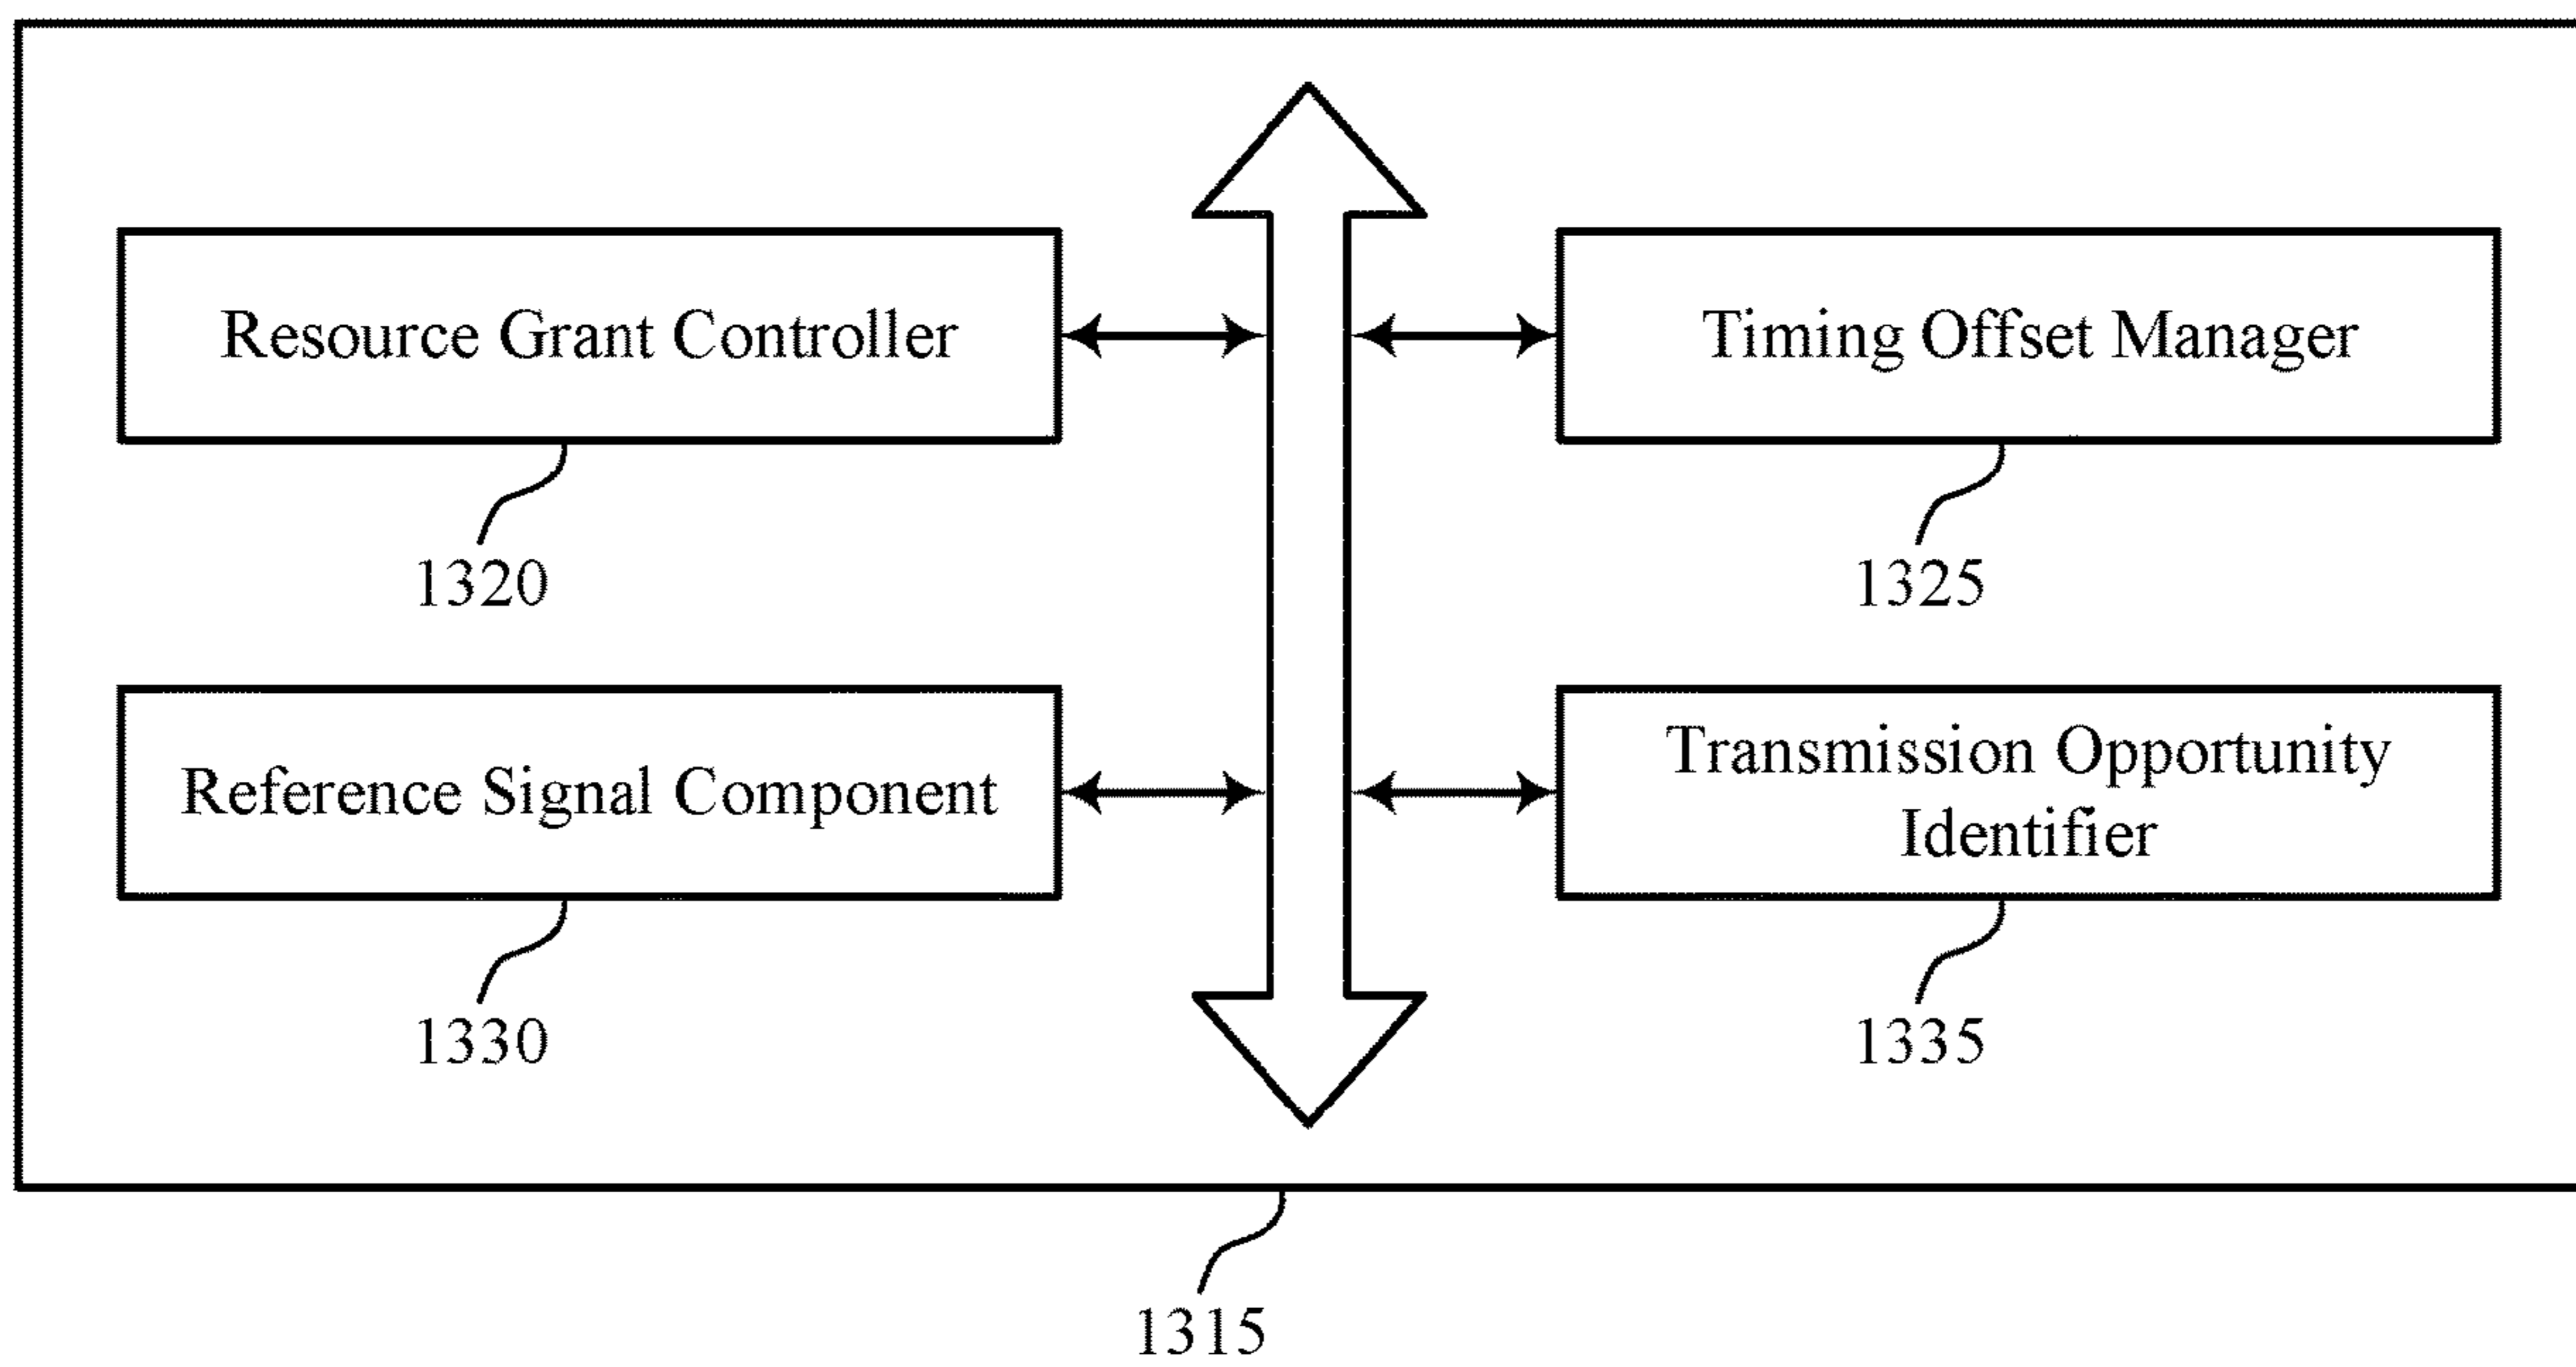 Resource Grant Controller
1320
Timing Offset Manager
1325
Reference Signal Component
1330
Transmission Opportunity
Identifier
1335
1315